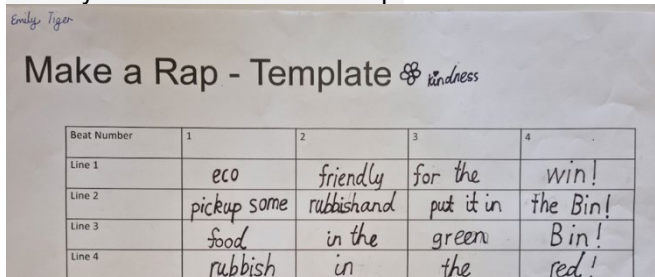 Emily Tiger
Make a Rap - Template kindness
Beat Number 1 2 3 4
Line 1 eco friendly for the win!
Line 2 pickup some rubbishand put it in the Bin!
Line 3 food in the green Bin!
Line 4 rubbish in the red!